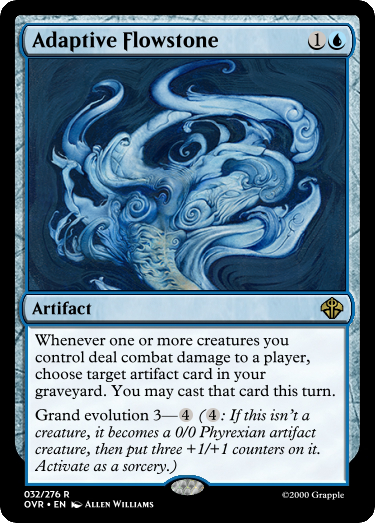 Adaptive Flowstone 1
Artifact
Whenever one or more creatures you
control deal combat damage to a player,
choose target artifact card in your
graveyard. You may cast that card this turn.
Grand evolution 3—4 (4: If this isn't a
creature, it becomes a 0/0 Phyrexian artifact
creature, then put three +1/+1 counters on it.
Activate as a sorcery.)
032/276 R
OVR • EN Allen Williams
©2000 Grapple